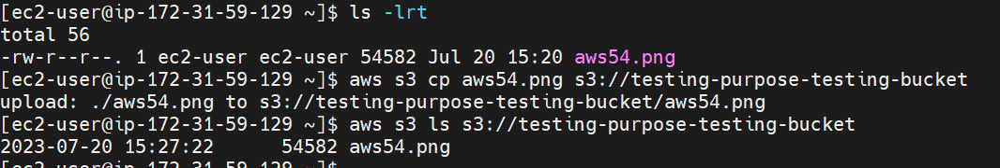 [ec2-user@ip-172-31-59-129 ~]$ ls -lrt
total 56
-rw-r--r--. 1 ec2-user ec2-user 54582 Jul 20 15:20 aws54.png
[ec2-user@ip-172-31-59-129 ~]$ aws s3 cp aws54.png s3://testing-purpose-testing-bucket
upload: ./aws54.png to s3://testing-purpose-testing-bucket/aws54.png
[ec2-user@ip-172-31-59-129 ~]$ aws s3 ls s3://testing-purpose-testing-bucket
2023-07-20 15:27:22      54582 aws54.png
[ec2-user@ip-172-31-59-129 ~]$